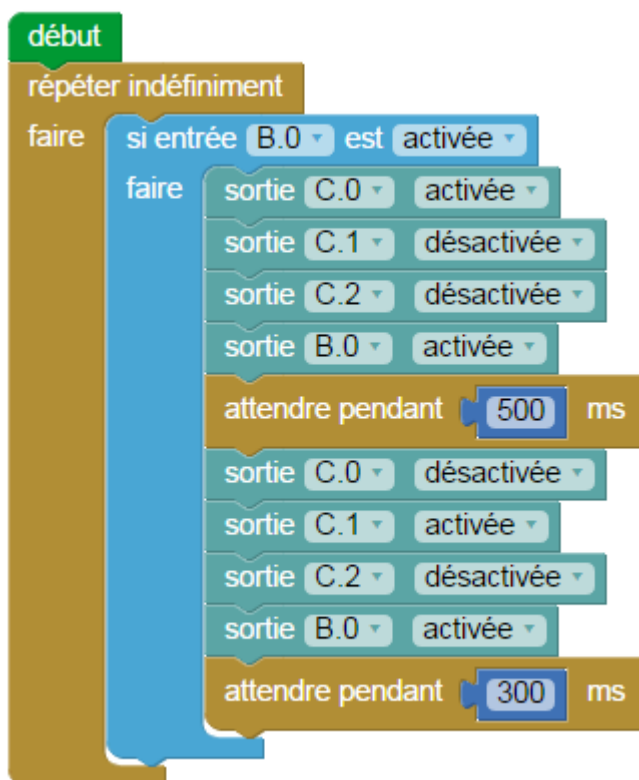 début
répéter indéfiniment
faire si entrée B.0 est activée
faire sortie C.0 activée
sortie C.1 désactivée
sortie C.2 désactivée
sortie B.0 activée
attendre pendant 500 ms
sortie C.0 désactivée
sortie C.1 activée
sortie C.2 désactivée
sortie B.0 activée
attendre pendant 300 ms